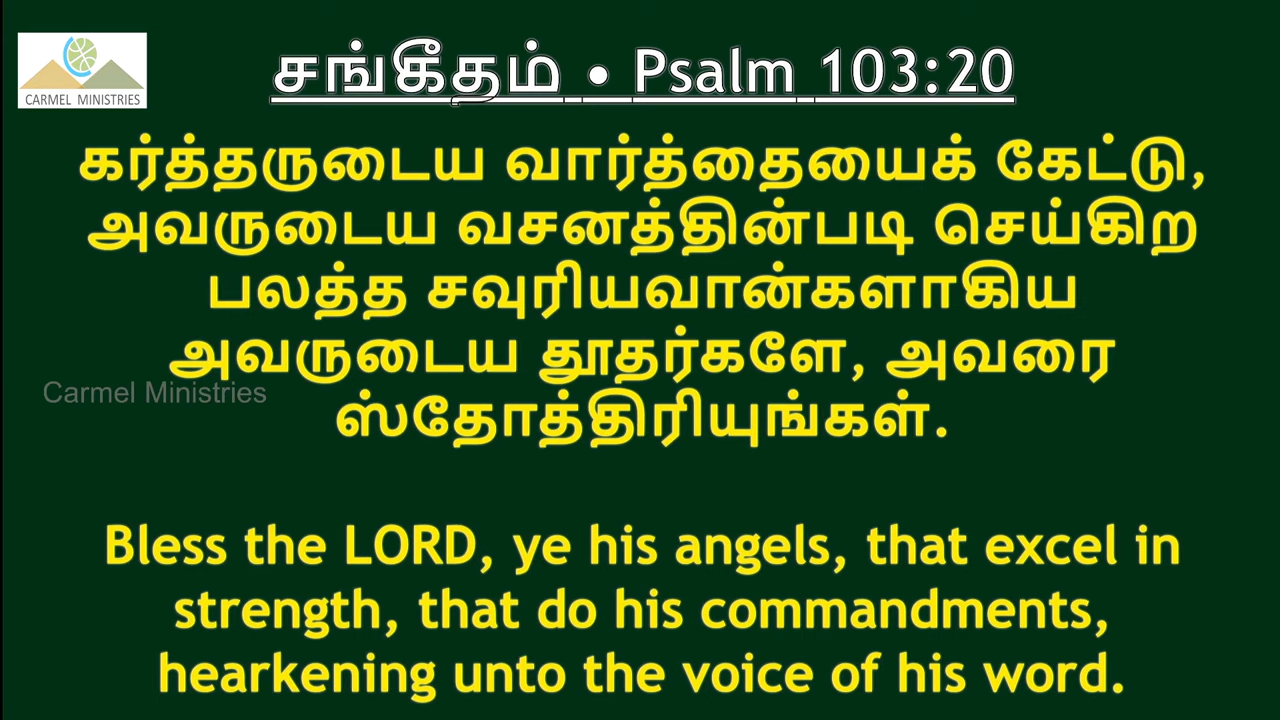 CARMEL MINISTRIES
சங்கீதம் • Psalm 103:20
கர்த்தருடைய வார்த்தையைக் கேட்டு,
அவருடைய வசனத்தின்படி செய்கிற
பலத்த சவுரியவான்களாகிய
அவருடைய தூதர்களே, அவரை
Carmel Ministries
ஸ்தோத்திரியுங்கள்.
Bless the LORD, ye his angels, that excel in
strength, that do his commandments,
hearkening unto the voice of his word.